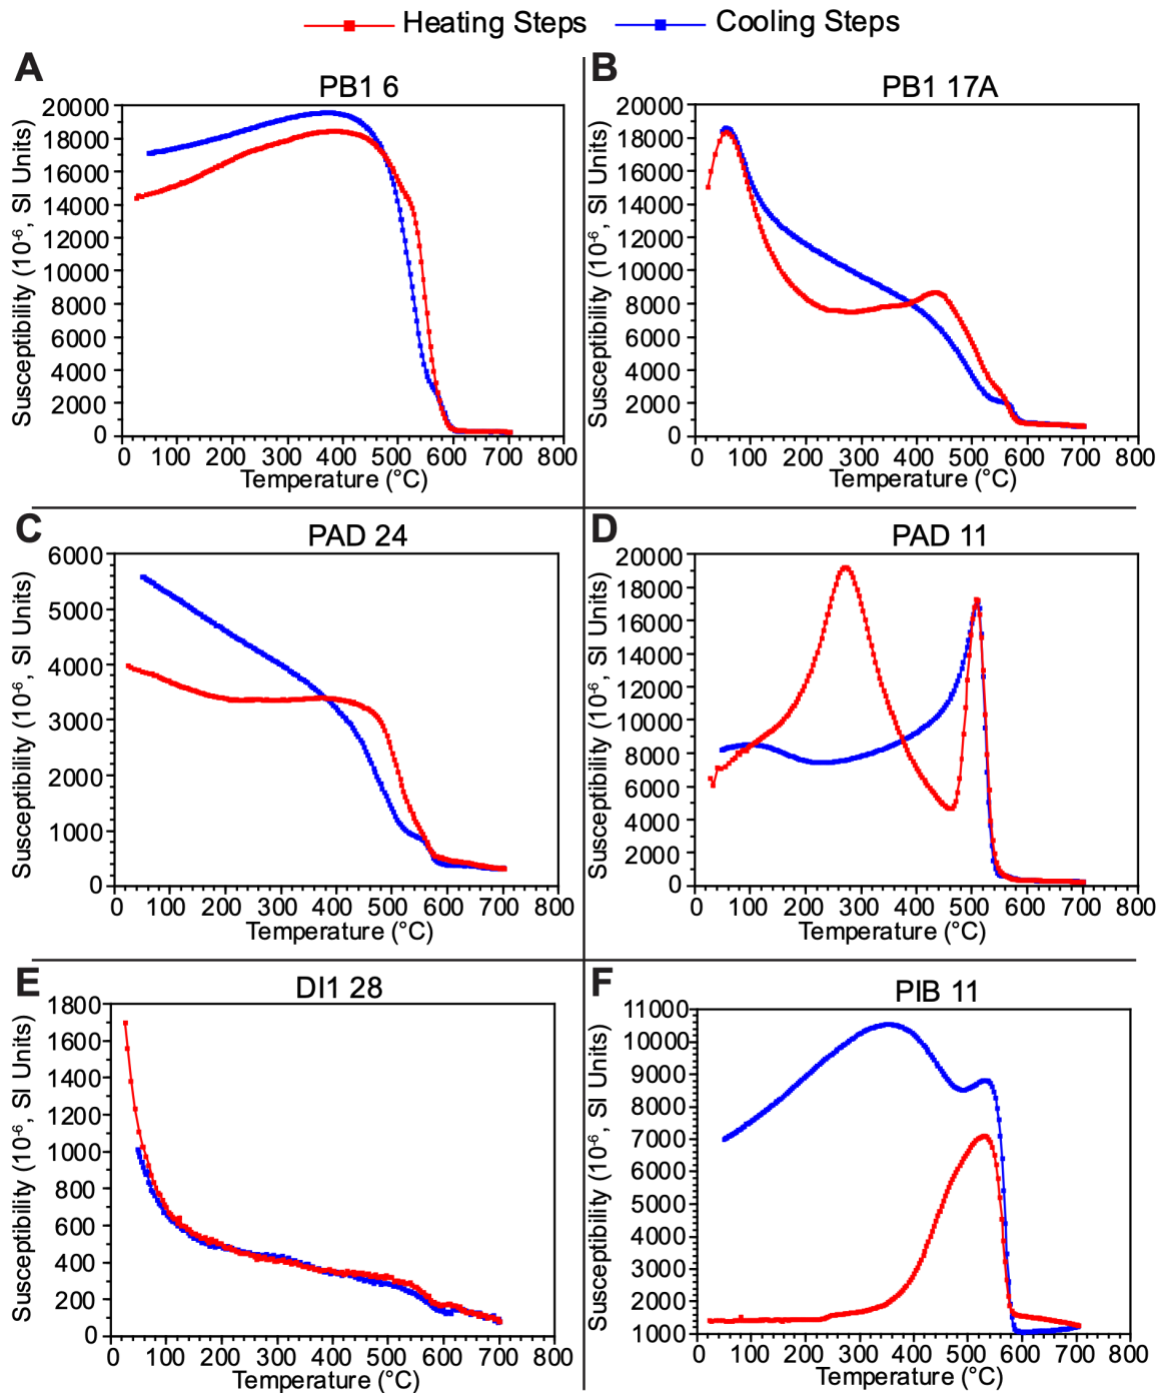 Heating Steps Cooling Steps
A
PB1 6
Susceptibility (10⁻⁶, SI Units)
20000
18000
16000
14000
12000
10000
8000
6000
4000
2000
0
0 100 200 300 400 500 600 700 800
Temperature (°C)
B
PB1 17A
Susceptibility (10⁻⁶, SI Units)
20000
18000
16000
14000
12000
10000
8000
6000
4000
2000
0
0 100 200 300 400 500 600 700 800
Temperature (°C)
C
PAD 24
Susceptibility (10⁻⁶, SI Units)
6000
5000
4000
3000
2000
1000
0
0 100 200 300 400 500 600 700 800
Temperature (°C)
D
PAD 11
Susceptibility (10⁻⁶, SI Units)
20000
18000
16000
14000
12000
10000
8000
6000
4000
2000
0
0 100 200 300 400 500 600 700 800
Temperature (°C)
E
DI1 28
Susceptibility (10⁻⁶, SI Units)
1800
1600
1400
1200
1000
800
600
400
200
0
0 100 200 300 400 500 600 700 800
Temperature (°C)
F
PIB 11
Susceptibility (10⁻⁶, SI Units)
11000
10000
9000
8000
7000
6000
5000
4000
3000
2000
1000
0 100 200 300 400 500 600 700 800
Temperature (°C)